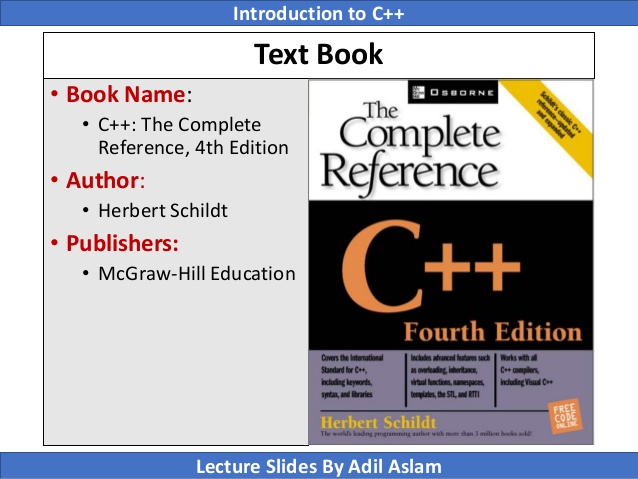 Introduction to C++
Text Book
• Book Name:
• C++: The Complete
Reference, 4th Edition
• Author:
• Herbert Schildt
• Publishers:
• McGraw-Hill Education
OSBORNE
Schildt's classic C++
reference—updated
and expanded
The
Complete
Reference
C++
Fourth Edition
Covers the International
Standard for C++,
including keywords,
syntax, and libraries
Includes advanced features such
as overloading, inheritance,
virtual functions, namespaces,
templates, the STL, and RTTI
Works with all
C++ compilers,
including Visual C++
Herbert Schildt
The world's leading programming author with more than 3 million books sold!
FREE
CODE
ONLINE
Lecture Slides By Adil Aslam